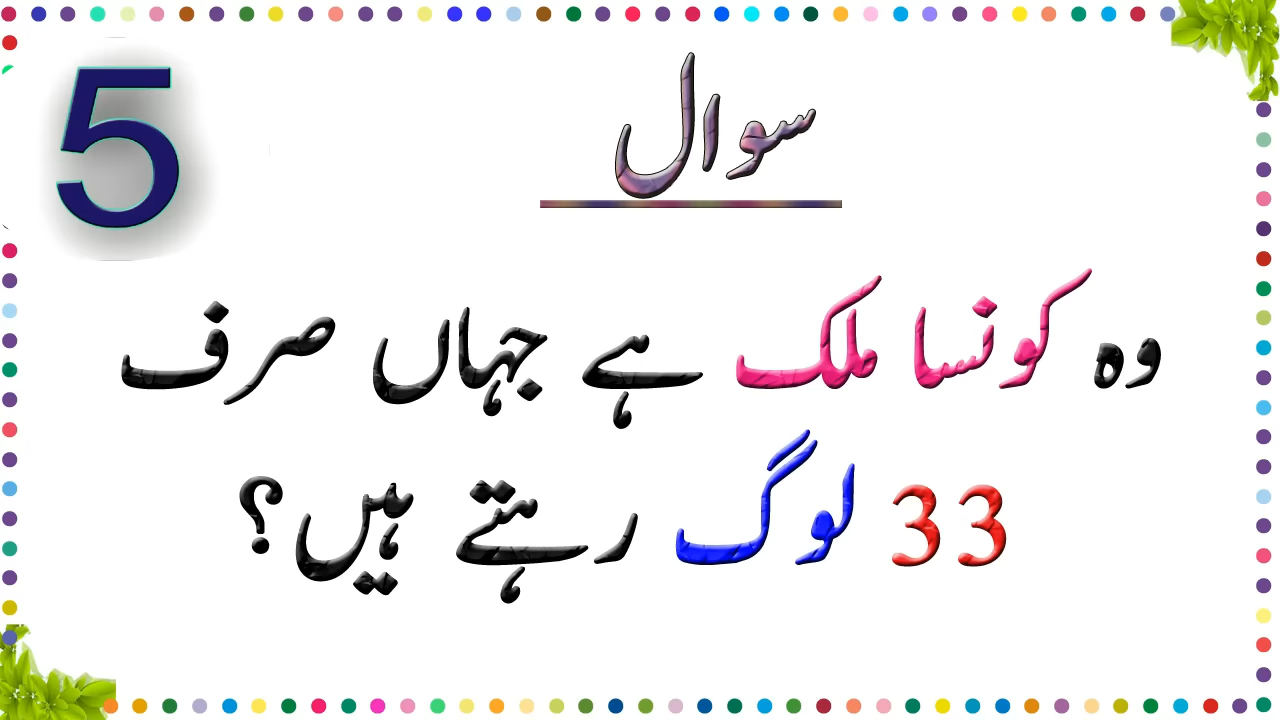 5
سوال
وہ کونسا ملک ہے جہاں صرف
33 لوگ رہتے ہیں؟